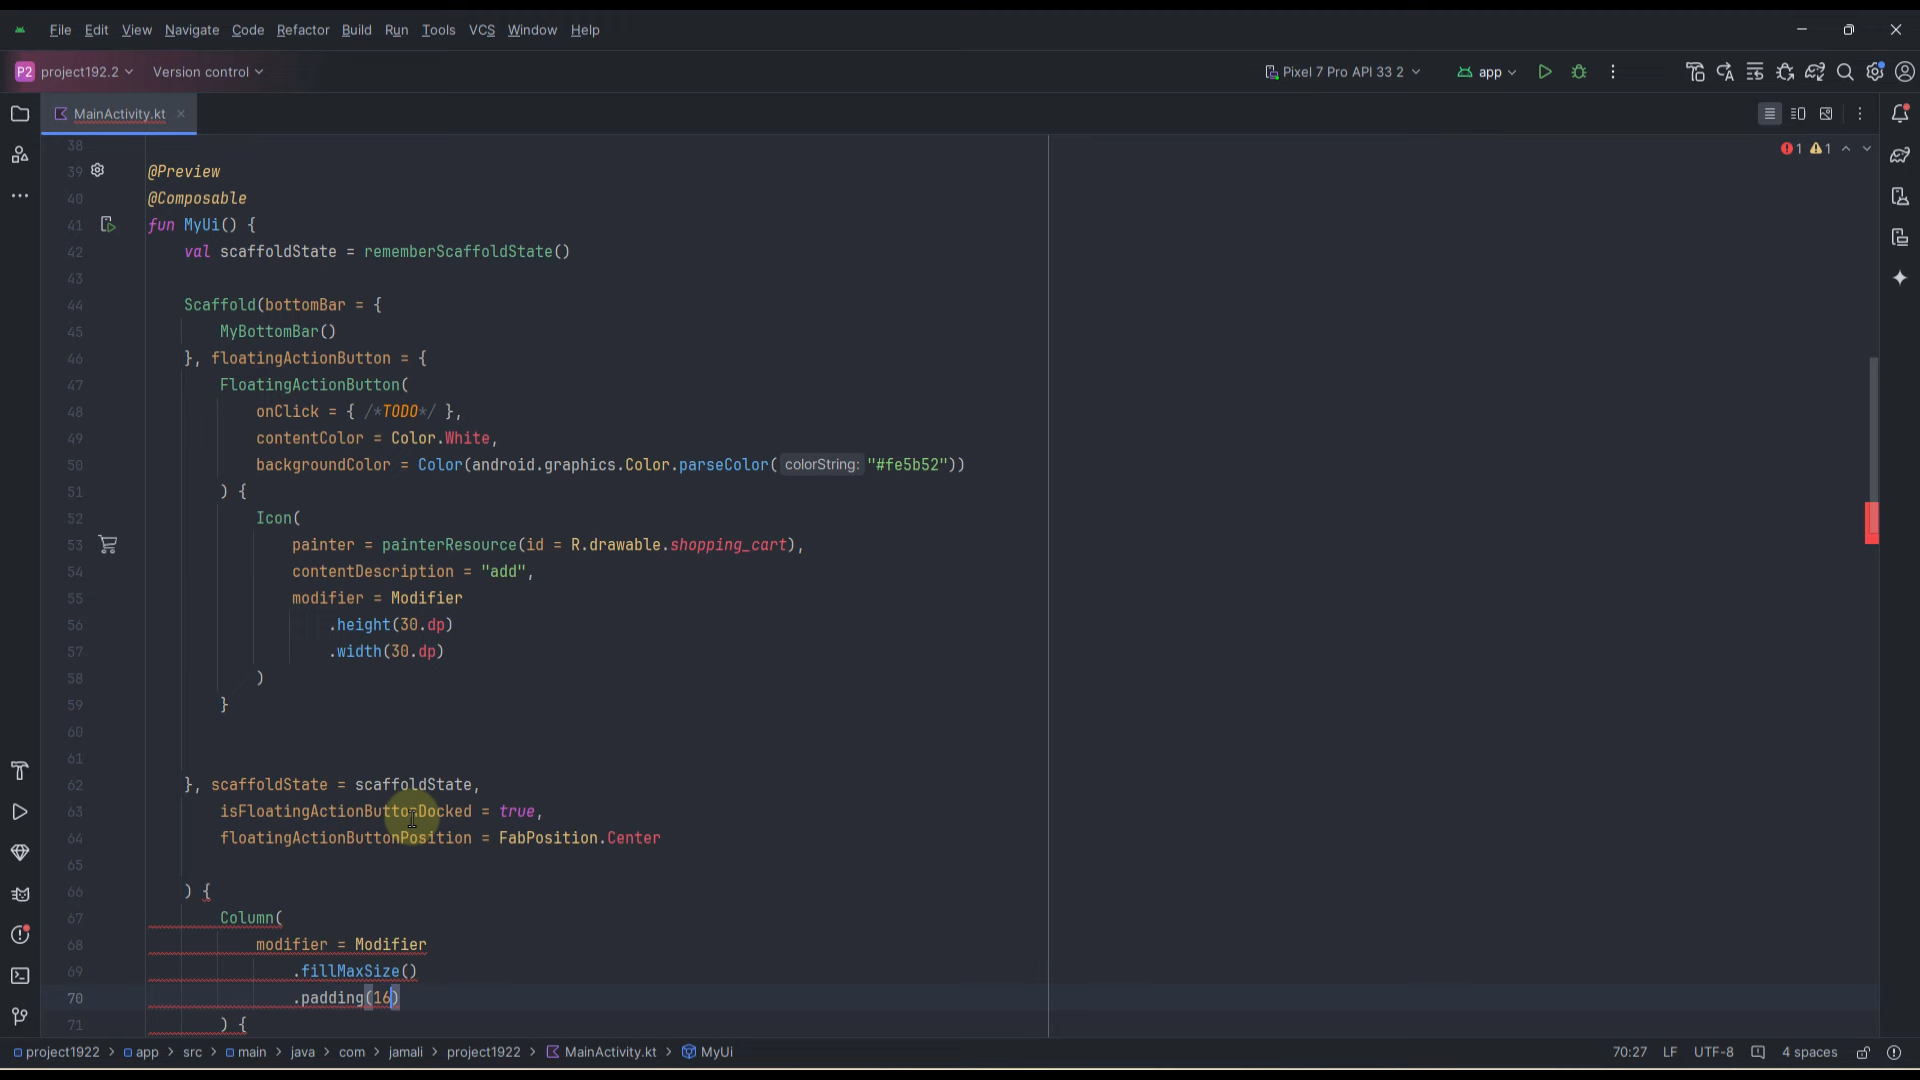 File Edit View Navigate Code Refactor Build Run Tools VCS Window Help
P2 project192.2 Version control Pixel 7 Pro API 33 2 app
MainActivity.kt
1 1
38
39 @Preview
40 @Composable
41 fun MyUi() {
42 val scaffoldState = rememberScaffoldState()
43
44 Scaffold(bottomBar = {
45 MyBottomBar()
46 }, floatingActionButton = {
47 FloatingActionButton(
48 onClick = { /*TODO*/ },
49 contentColor = Color.White,
50 backgroundColor = Color(android.graphics.Color.parseColor( colorString: "#fe5b52"))
51 ) {
52 Icon(
53 painter = painterResource(id = R.drawable.shopping_cart),
54 contentDescription = "add",
55 modifier = Modifier
56 .height(30.dp)
57 .width(30.dp)
58 )
59 }
60
61
62 }, scaffoldState = scaffoldState,
63 isFloatingActionButtonDocked = true,
64 floatingActionButtonPosition = FabPosition.Center
65
66 ) {
67 Column(
68 modifier = Modifier
69 .fillMaxSize()
70 .padding(16)
71 ) {
project1922 > app > src > main > java > com > jamali > project1922 > MainActivity.kt > MyUi 70:27 LF UTF-8 4 spaces